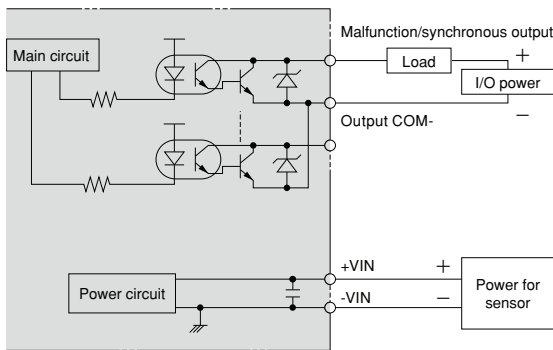 Malfunction/synchronous output
Main circuit
Load
+
I/O power
−
Output COM-
+VIN
+
Power circuit
Power for
sensor
-VIN
−